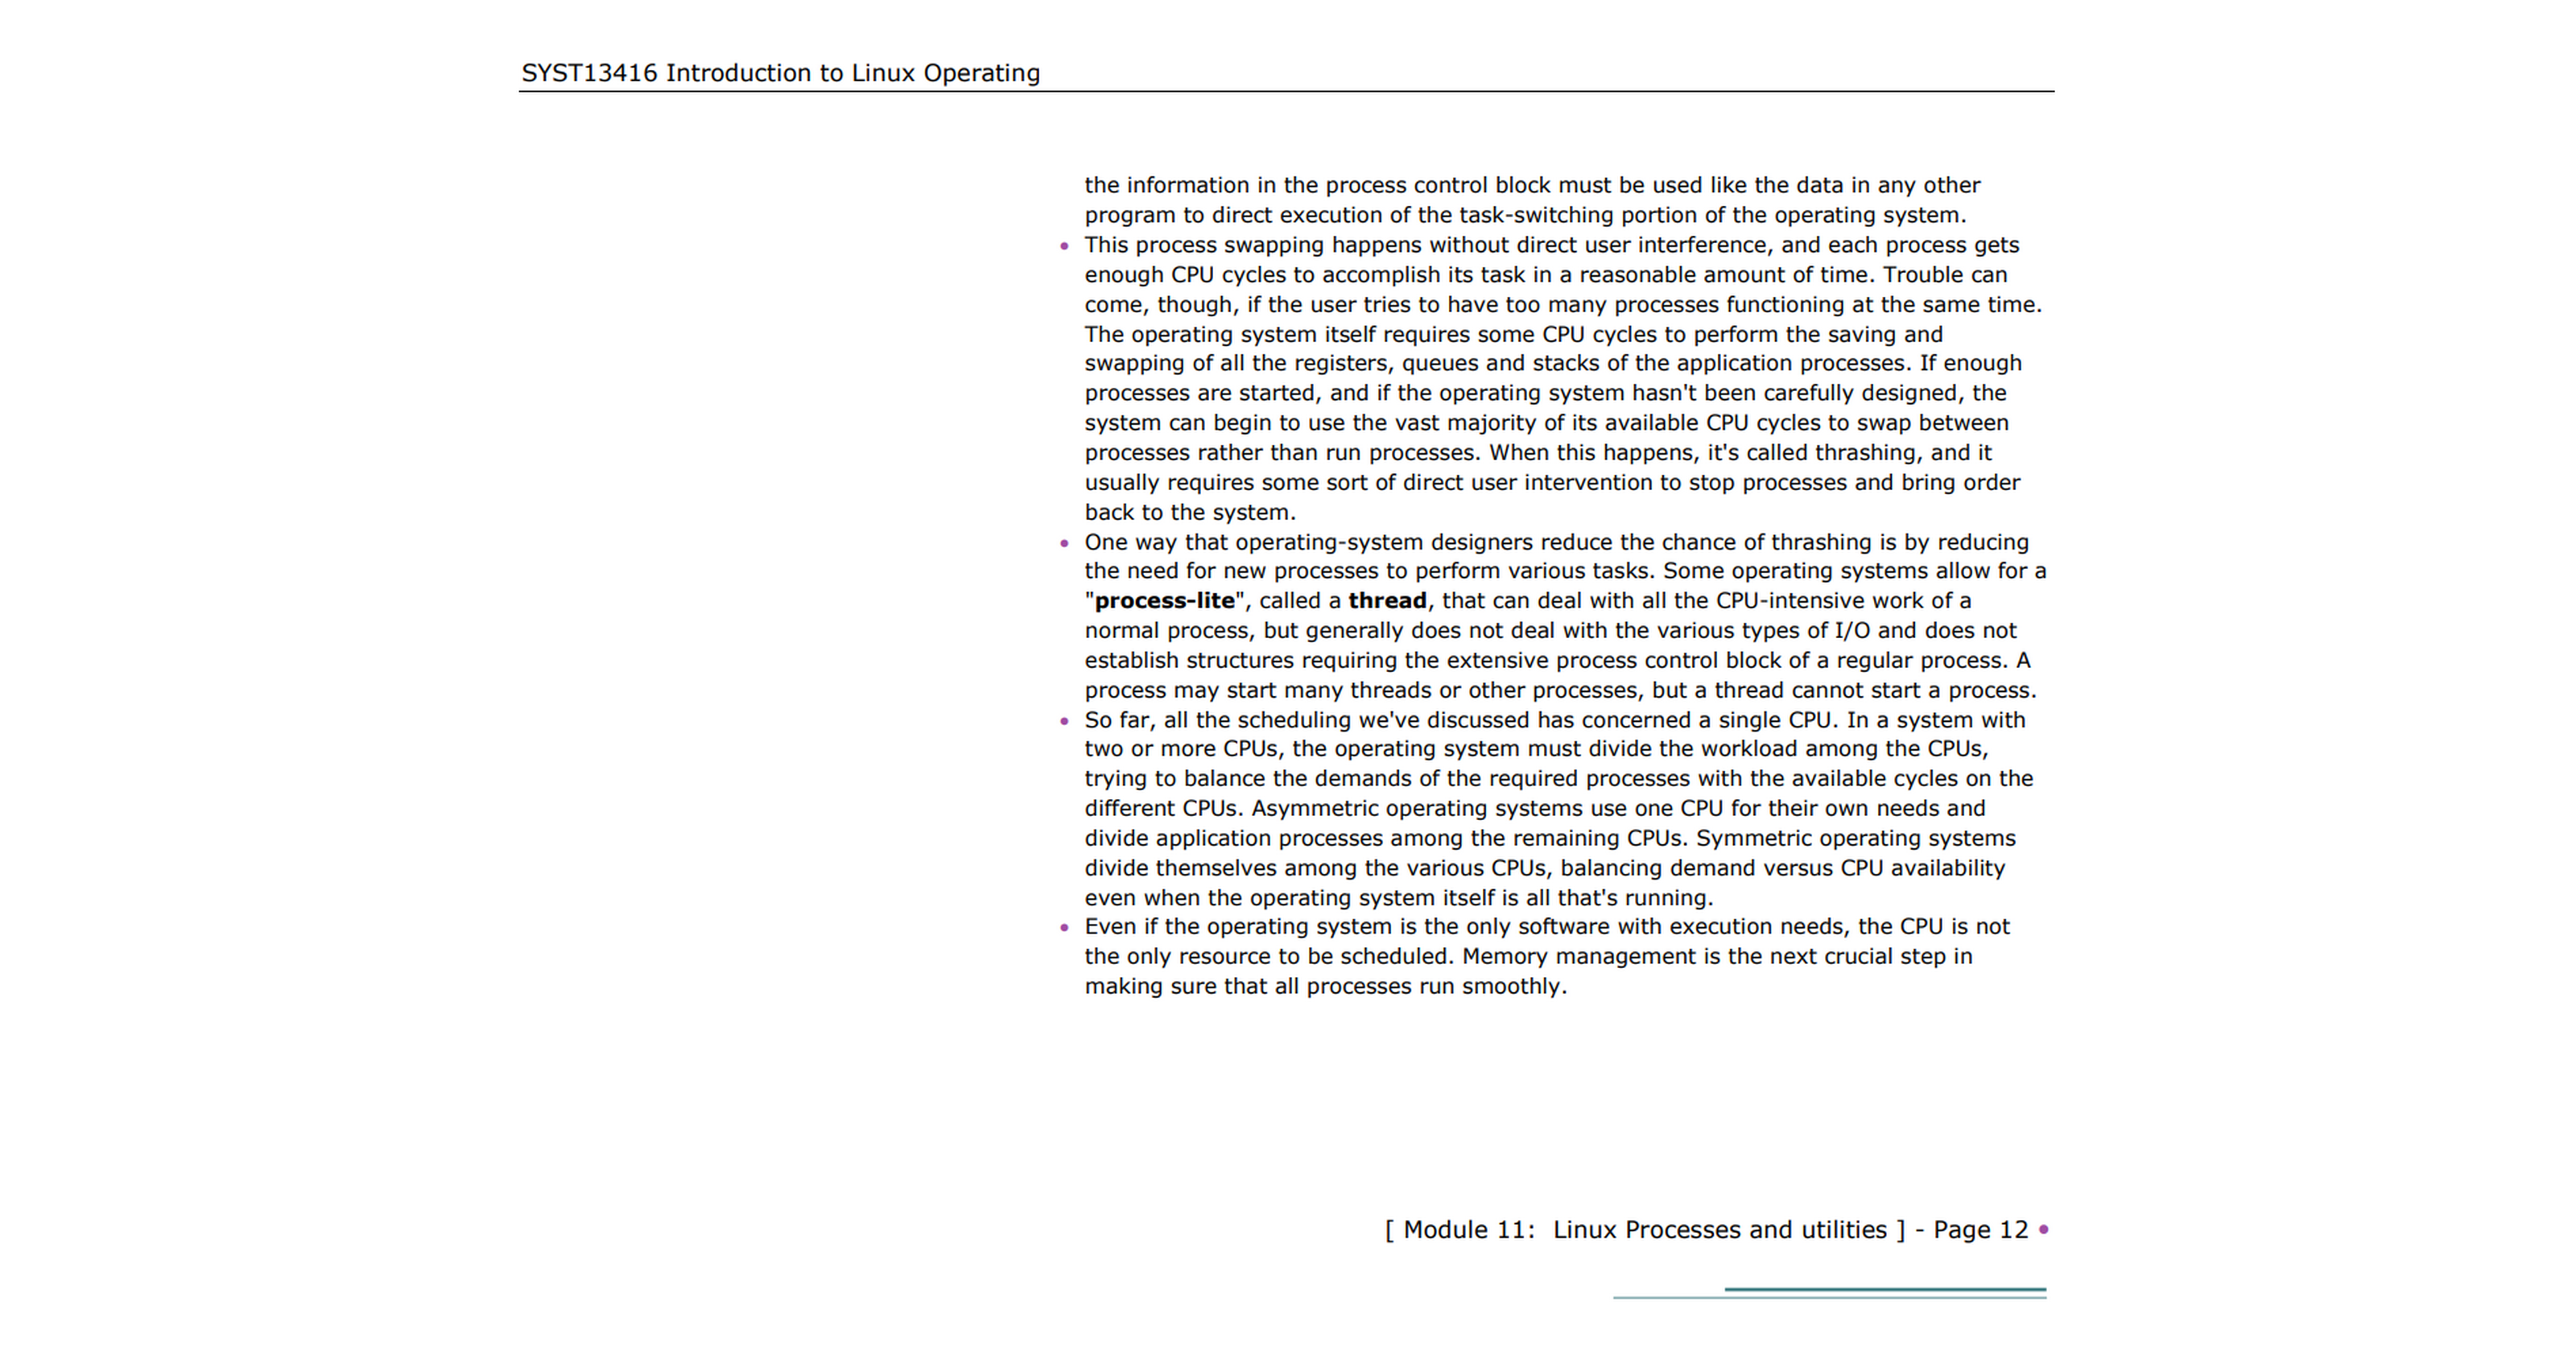 SYST13416 Introduction to Linux Operating
the information in the process control block must be used like the data in any other
program to direct execution of the task-switching portion of the operating system.
• This process swapping happens without direct user interference, and each process gets
enough CPU cycles to accomplish its task in a reasonable amount of time. Trouble can
come, though, if the user tries to have too many processes functioning at the same time.
The operating system itself requires some CPU cycles to perform the saving and
swapping of all the registers, queues and stacks of the application processes. If enough
processes are started, and if the operating system hasn't been carefully designed, the
system can begin to use the vast majority of its available CPU cycles to swap between
processes rather than run processes. When this happens, it's called thrashing, and it
usually requires some sort of direct user intervention to stop processes and bring order
back to the system.
• One way that operating-system designers reduce the chance of thrashing is by reducing
the need for new processes to perform various tasks. Some operating systems allow for a
"process-lite", called a thread, that can deal with all the CPU-intensive work of a
normal process, but generally does not deal with the various types of I/O and does not
establish structures requiring the extensive process control block of a regular process. A
process may start many threads or other processes, but a thread cannot start a process.
• So far, all the scheduling we've discussed has concerned a single CPU. In a system with
two or more CPUs, the operating system must divide the workload among the CPUs,
trying to balance the demands of the required processes with the available cycles on the
different CPUs. Asymmetric operating systems use one CPU for their own needs and
divide application processes among the remaining CPUs. Symmetric operating systems
divide themselves among the various CPUs, balancing demand versus CPU availability
even when the operating system itself is all that's running.
• Even if the operating system is the only software with execution needs, the CPU is not
the only resource to be scheduled. Memory management is the next crucial step in
making sure that all processes run smoothly.
[ Module 11: Linux Processes and utilities ] - Page 12 •